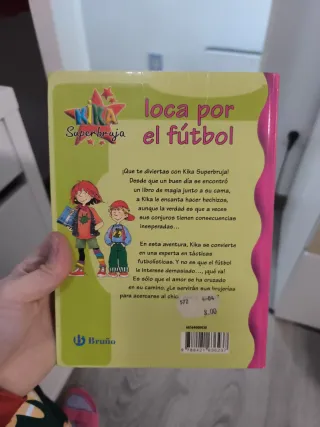 KiKA
Superbruja
loca por
el fútbol
¡Que te diviertas con Kika Superbruja!
Desde que un buen día se encontró
un libro de magia junto a su cama,
a Kika le encanta hacer hechizos,
aunque la verdad es que a veces
sus conjuros tienen consecuencias
inesperadas...
En esta aventura, Kika se convierte
en una experta en tácticas
futbolísticas. Y no es que el fútbol
le interese demasiado..., ¡qué va!
Es sólo que el amor se ha cruzado
en su camino. ¿Le servirán sus brujerías
para acercarse al chic
8,00
Bruño